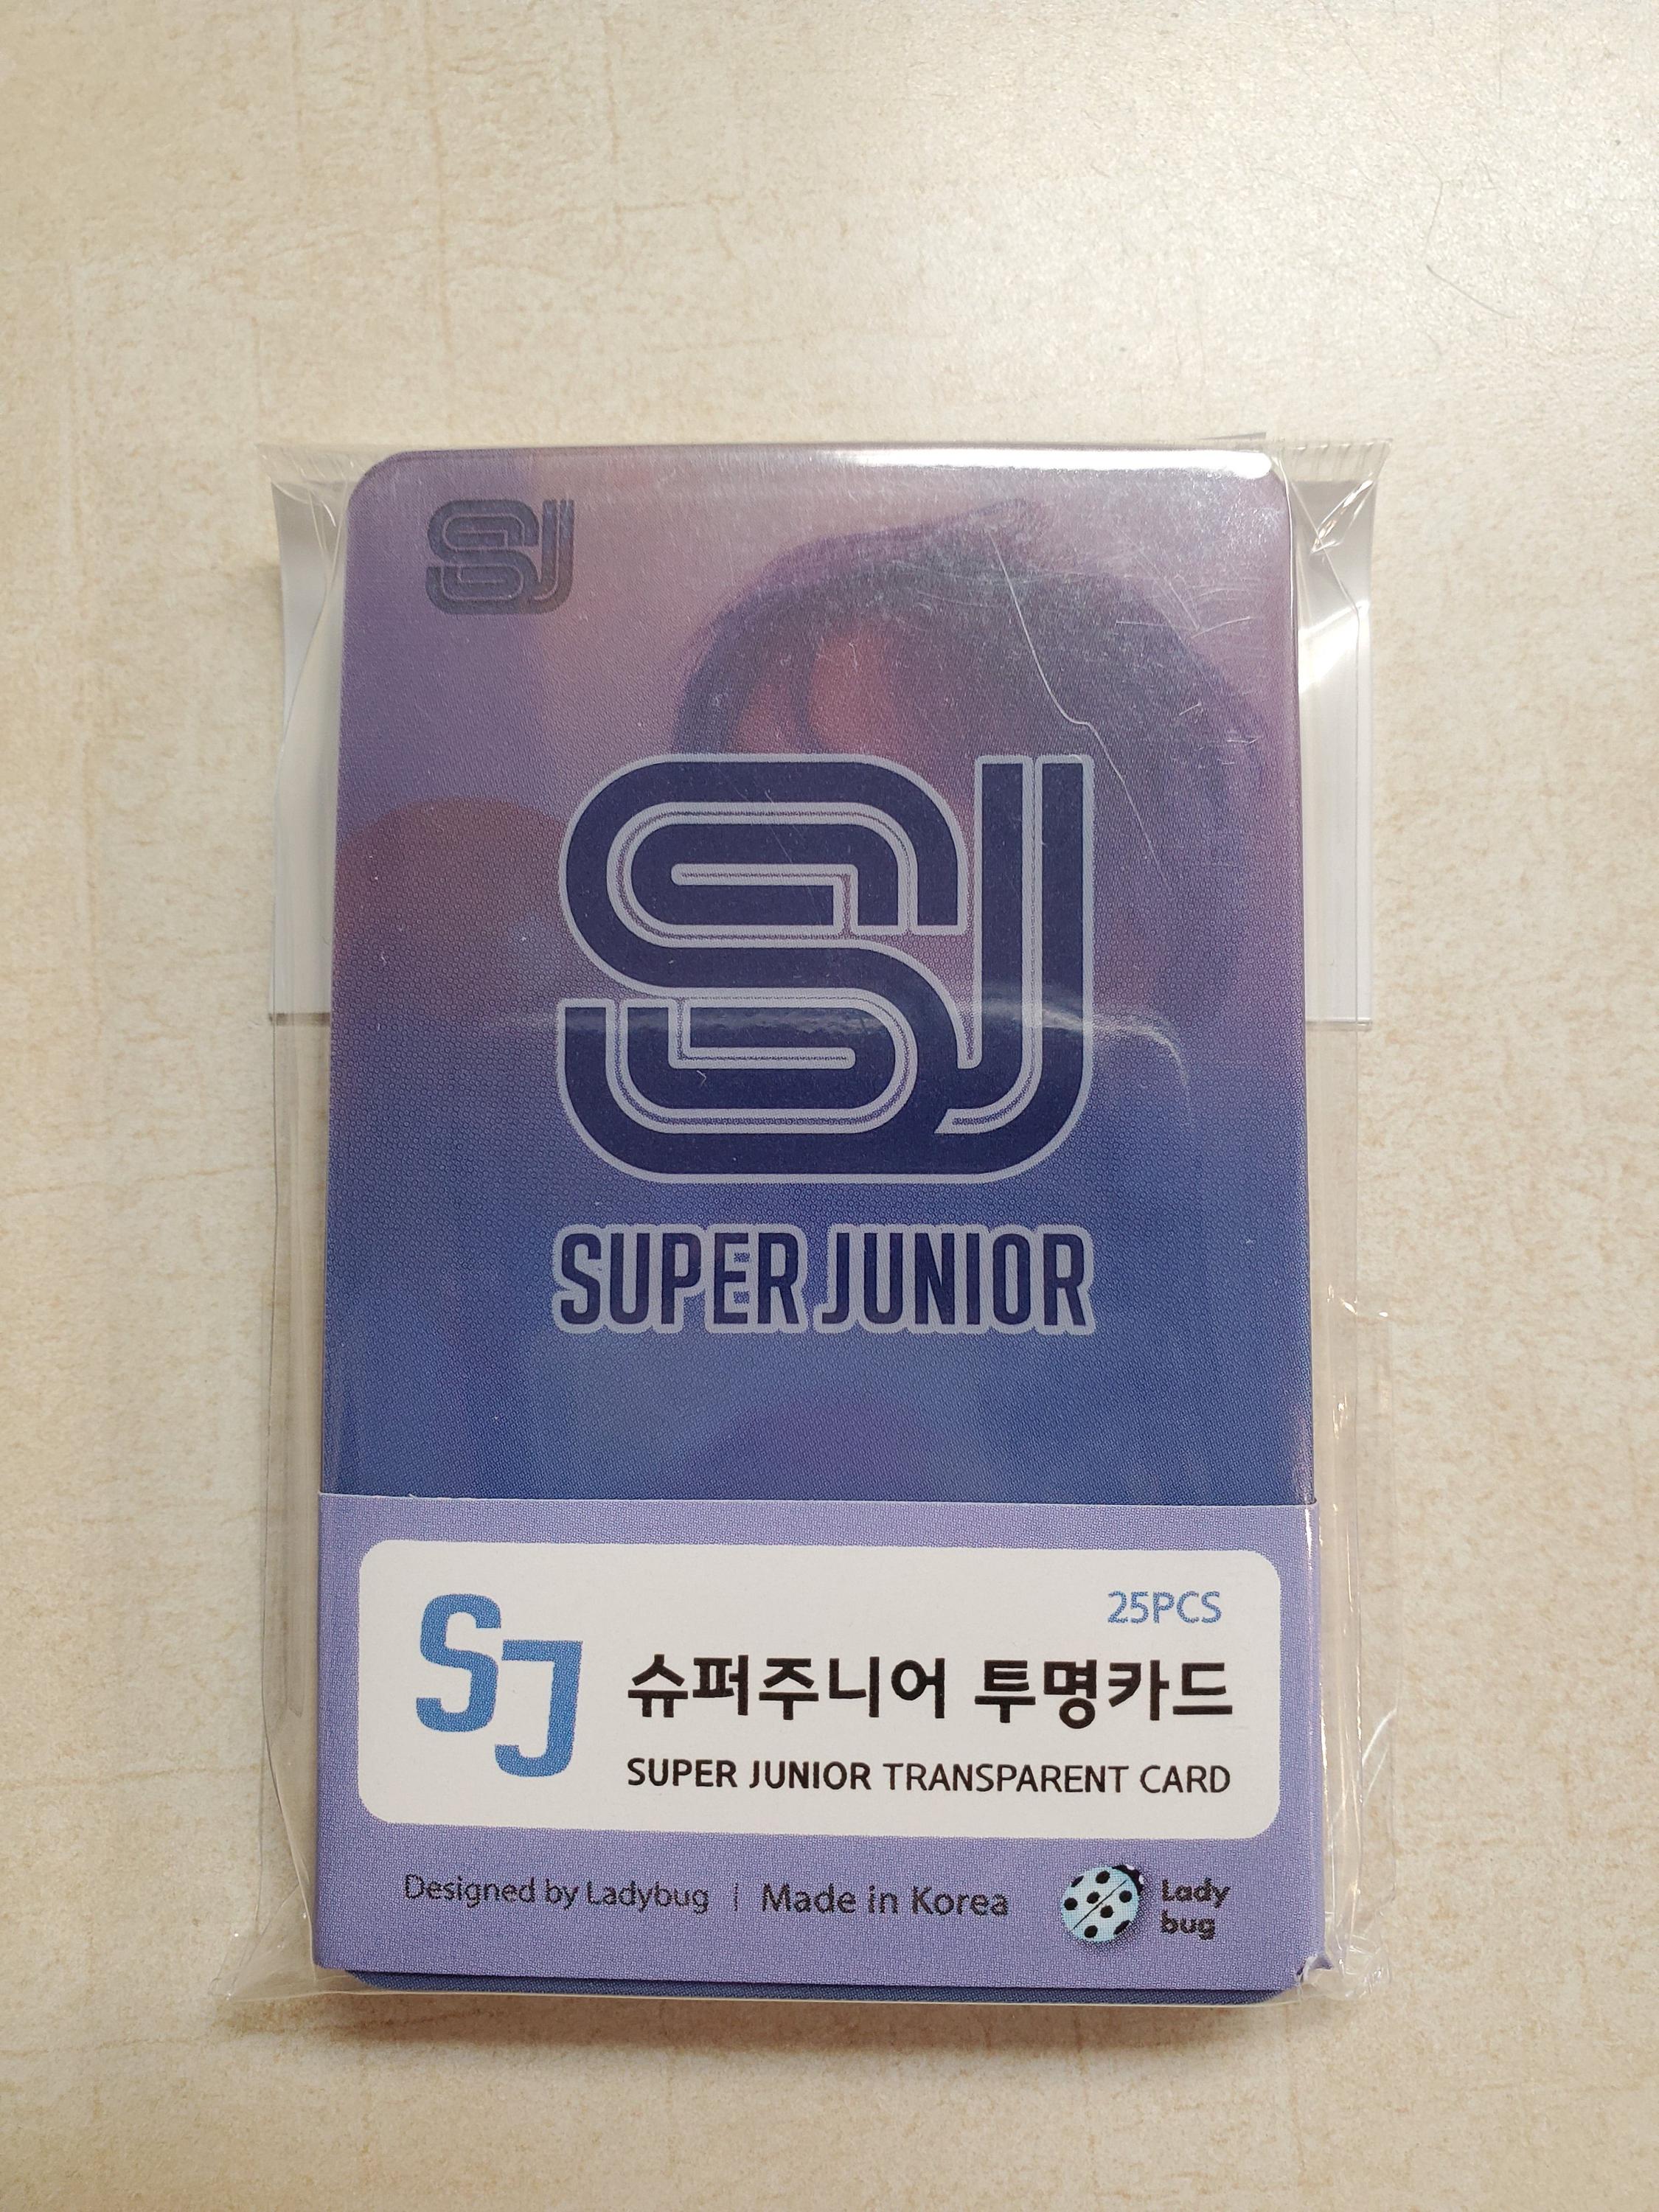 SJ
SJ
SUPER JUNIOR
SJ
25PCS
슈퍼주니어 투명카드
SUPER JUNIOR TRANSPARENT CARD
Designed by Ladybug | Made in Korea
Lady
bug